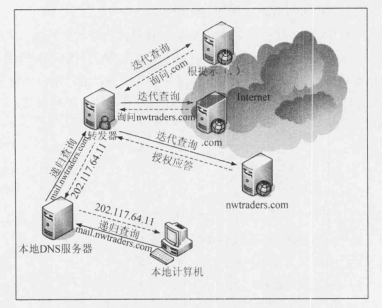 迭代查询
询问.com
根提示（.）
Internet
迭代查询
询问nwtraders.com
.com
转发器
迭代查询
授权应答
nwtraders.com
递归查询
mail.nwtraders.com
202.117.64.11
本地DNS服务器
202.117.64.11
递归查询
mail.nwtraders.com
本地计算机